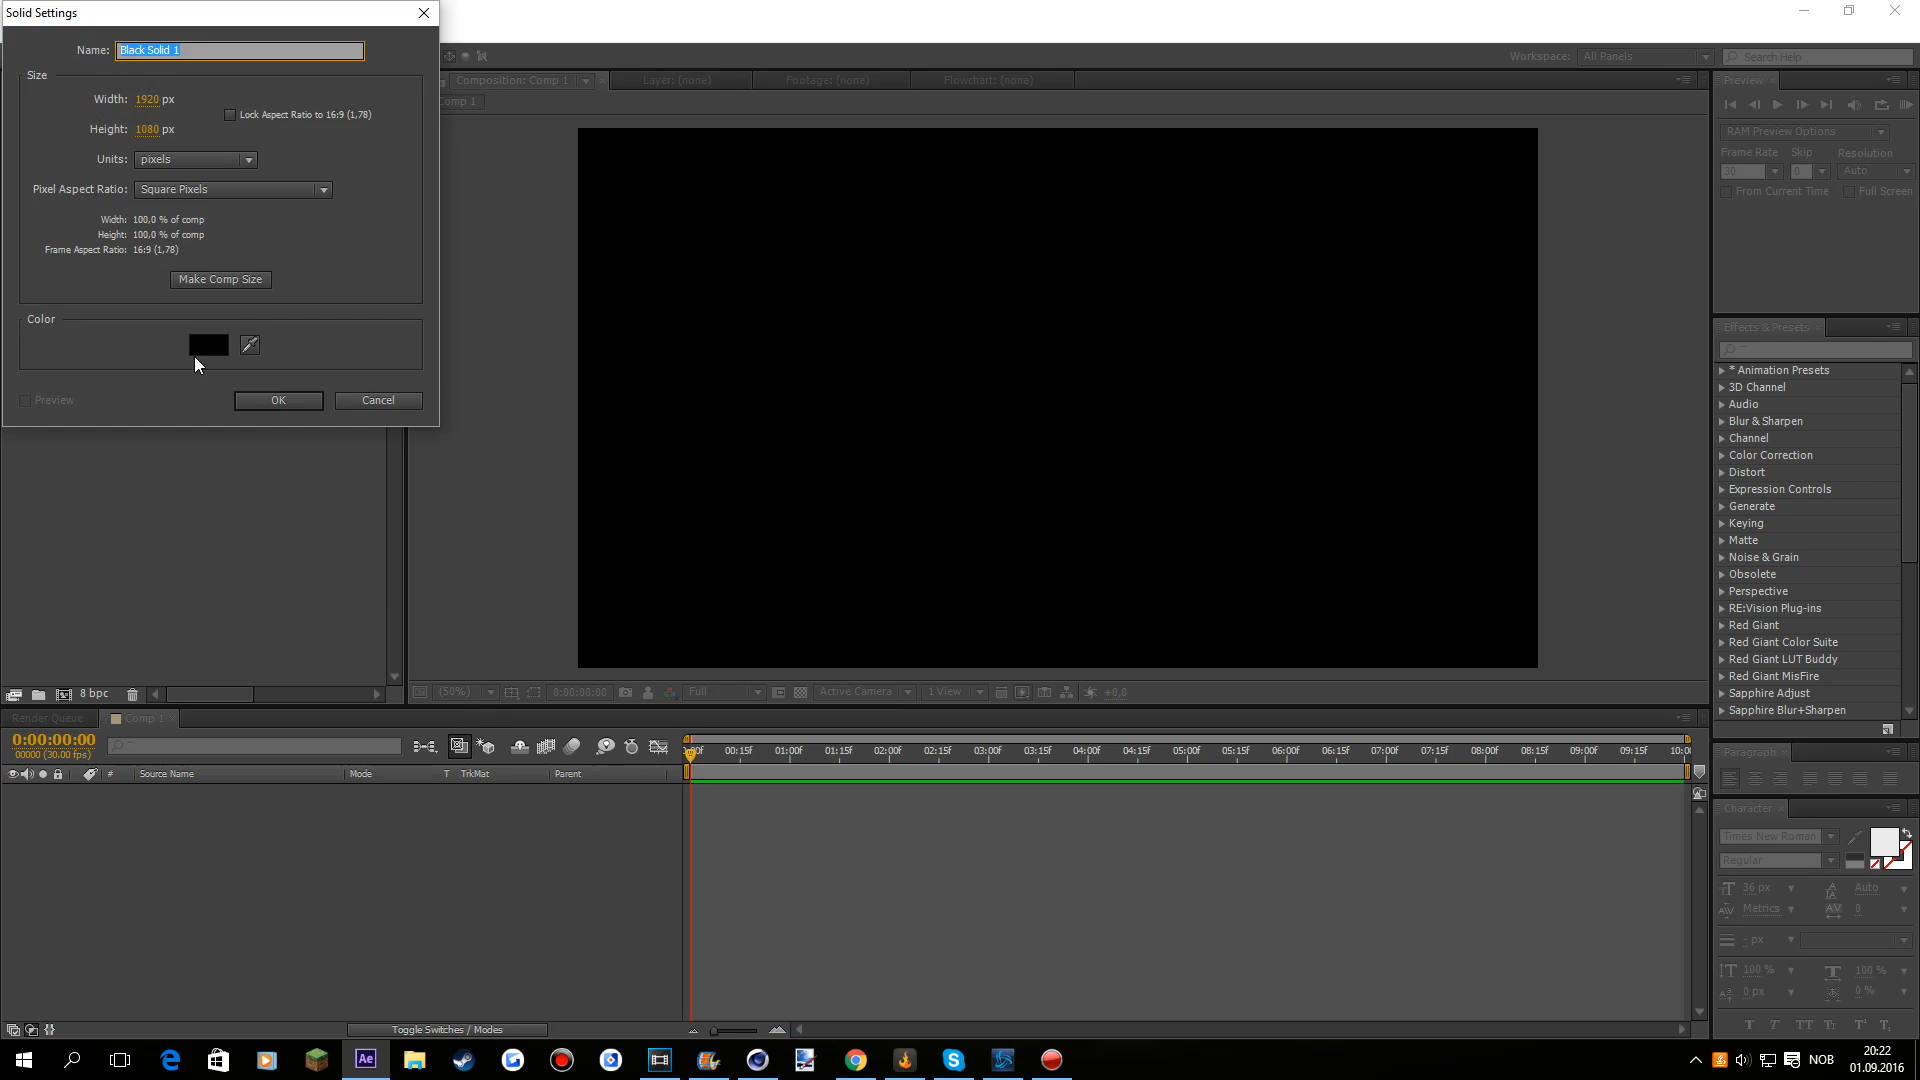 Solid Settings
Name: Black Solid 1
Size
Width: 1920 px
Lock Aspect Ratio to 16:9 (1,78)
Height: 1080 px
Units: pixels
Pixel Aspect Ratio: Square Pixels
Width: 100,0 % of comp
Height: 100,0 % of comp
Frame Aspect Ratio: 16:9 (1,78)
Make Comp Size
Color
Preview OK Cancel
Workspace: All Panels Search Help
Composition: Comp 1 Layer: (none) Footage: (none) Flowchart: (none)
Comp 1
Preview
RAM Preview Options
Frame Rate Skip Resolution
30 0 Auto
From Current Time Full Screen
Effects & Presets
* Animation Presets
3D Channel
Audio
Blur & Sharpen
Channel
Color Correction
Distort
Expression Controls
Generate
Keying
Matte
Noise & Grain
Obsolete
Perspective
RE:Vision Plug-ins
Red Giant
Red Giant Color Suite
Red Giant LUT Buddy
Red Giant MisFire
Sapphire Adjust
Sapphire Blur+Sharpen
8 bpc
(50%) 0:00:00:00 Full Active Camera 1 View +0,0
Render Queue Comp 1
0:00:00:00
00000 (30.00 fps)
# Source Name Mode T TrkMat Parent
00:15f 01:00f 01:15f 02:00f 02:15f 03:00f 03:15f 04:00f 04:15f 05:00f 05:15f 06:00f 06:15f 07:00f 07:15f 08:00f 08:15f 09:00f 09:15f
Toggle Switches / Modes
Paragraph
Character
Times New Roman
Regular
36 px Auto
Metrics 0
- px
100 % 100 %
0 px 0 %
T T TT Tt T¹ T₁
Ae
NOB
20:22
01.09.2016